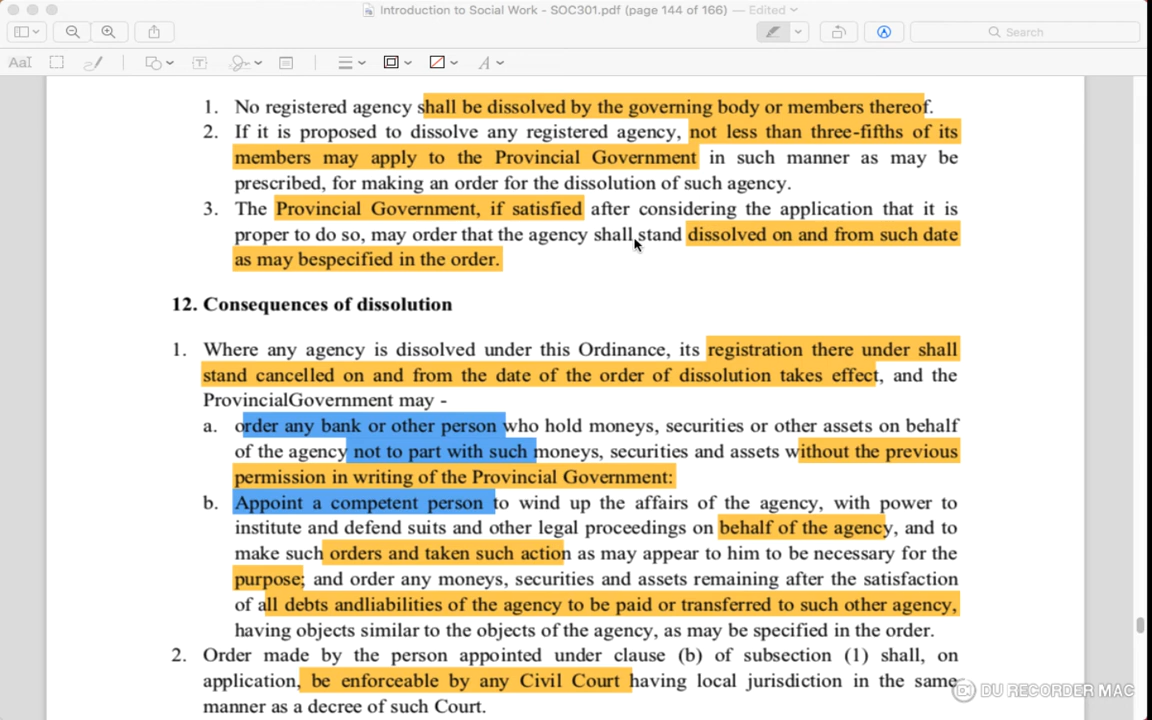 Introduction to Social Work - SOC301.pdf (page 144 of 166) — Edited
Search
AaI
T
A
1. No registered agency shall be dissolved by the governing body or members thereof.
2. If it is proposed to dissolve any registered agency, not less than three-fifths of its
members may apply to the Provincial Government in such manner as may be
prescribed, for making an order for the dissolution of such agency.
3. The Provincial Government, if satisfied after considering the application that it is
proper to do so, may order that the agency shall stand dissolved on and from such date
as may bespecified in the order.
12. Consequences of dissolution
1. Where any agency is dissolved under this Ordinance, its registration there under shall
stand cancelled on and from the date of the order of dissolution takes effect, and the
ProvincialGovernment may -
a. order any bank or other person who hold moneys, securities or other assets on behalf
of the agency not to part with such moneys, securities and assets without the previous
permission in writing of the Provincial Government:
b. Appoint a competent person to wind up the affairs of the agency, with power to
institute and defend suits and other legal proceedings on behalf of the agency, and to
make such orders and taken such action as may appear to him to be necessary for the
purpose; and order any moneys, securities and assets remaining after the satisfaction
of all debts andliabilities of the agency to be paid or transferred to such other agency,
having objects similar to the objects of the agency, as may be specified in the order.
2. Order made by the person appointed under clause (b) of subsection (1) shall, on
application, be enforceable by any Civil Court having local jurisdiction in the same
manner as a decree of such Court.
DU RECORDER MAC